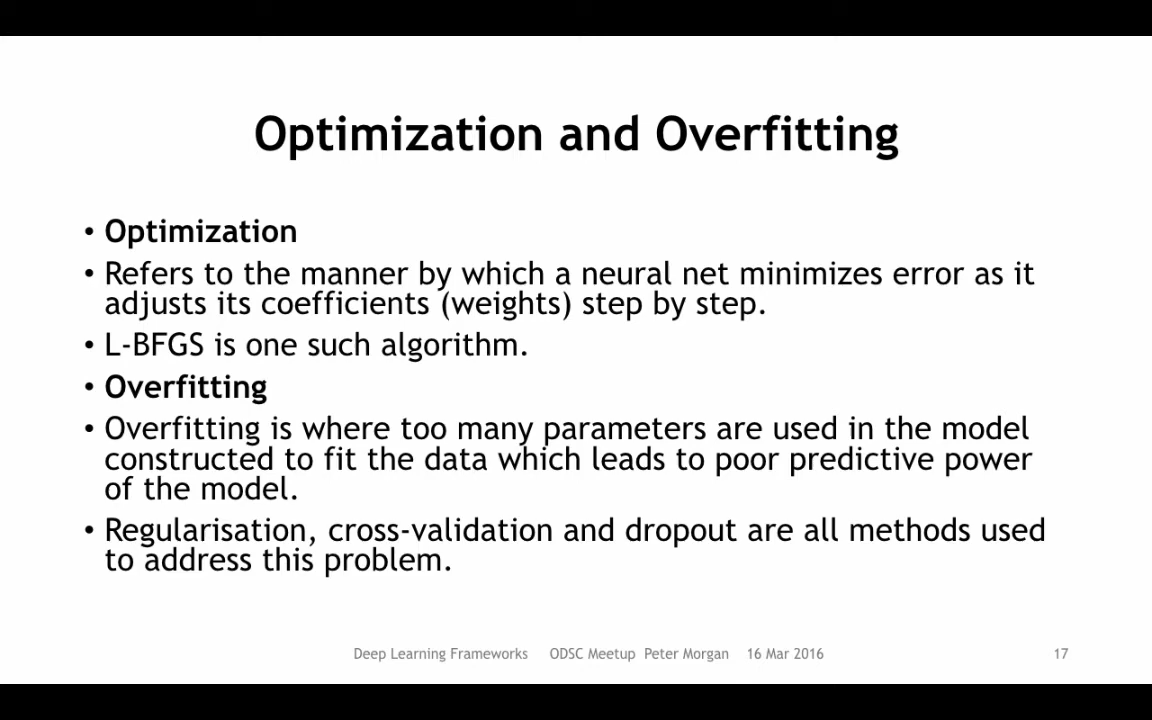 Optimization and Overfitting
• Optimization
• Refers to the manner by which a neural net minimizes error as it
adjusts its coefficients (weights) step by step.
• L-BFGS is one such algorithm.
• Overfitting
• Overfitting is where too many parameters are used in the model
constructed to fit the data which leads to poor predictive power
of the model.
• Regularisation, cross-validation and dropout are all methods used
to address this problem.
Deep Learning Frameworks ODSC Meetup Peter Morgan 16 Mar 2016 17